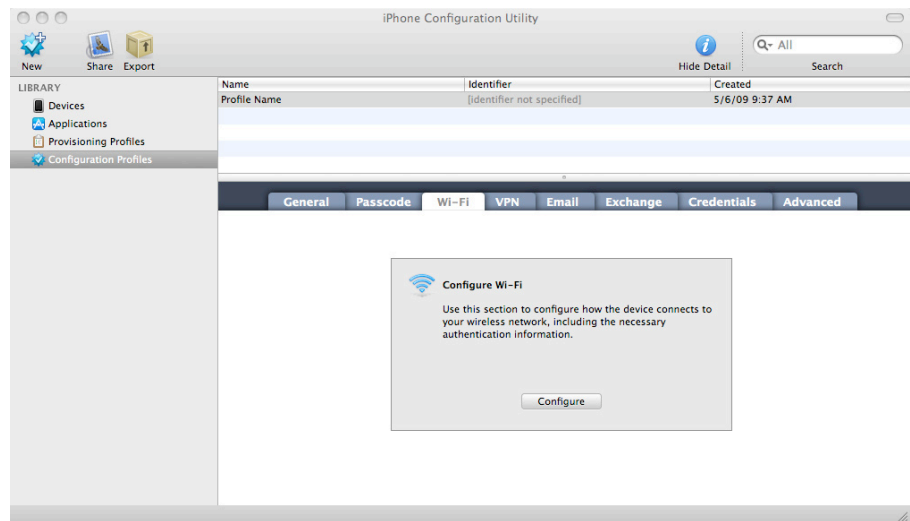 iPhone Configuration Utility
New Share Export Hide Detail All Search
LIBRARY
Devices
Applications
Provisioning Profiles
Configuration Profiles
Name Identifier Created
Profile Name [identifier not specified] 5/6/09 9:37 AM
General Passcode Wi-Fi VPN Email Exchange Credentials Advanced
Configure Wi-Fi
Use this section to configure how the device connects to
your wireless network, including the necessary
authentication information.
Configure